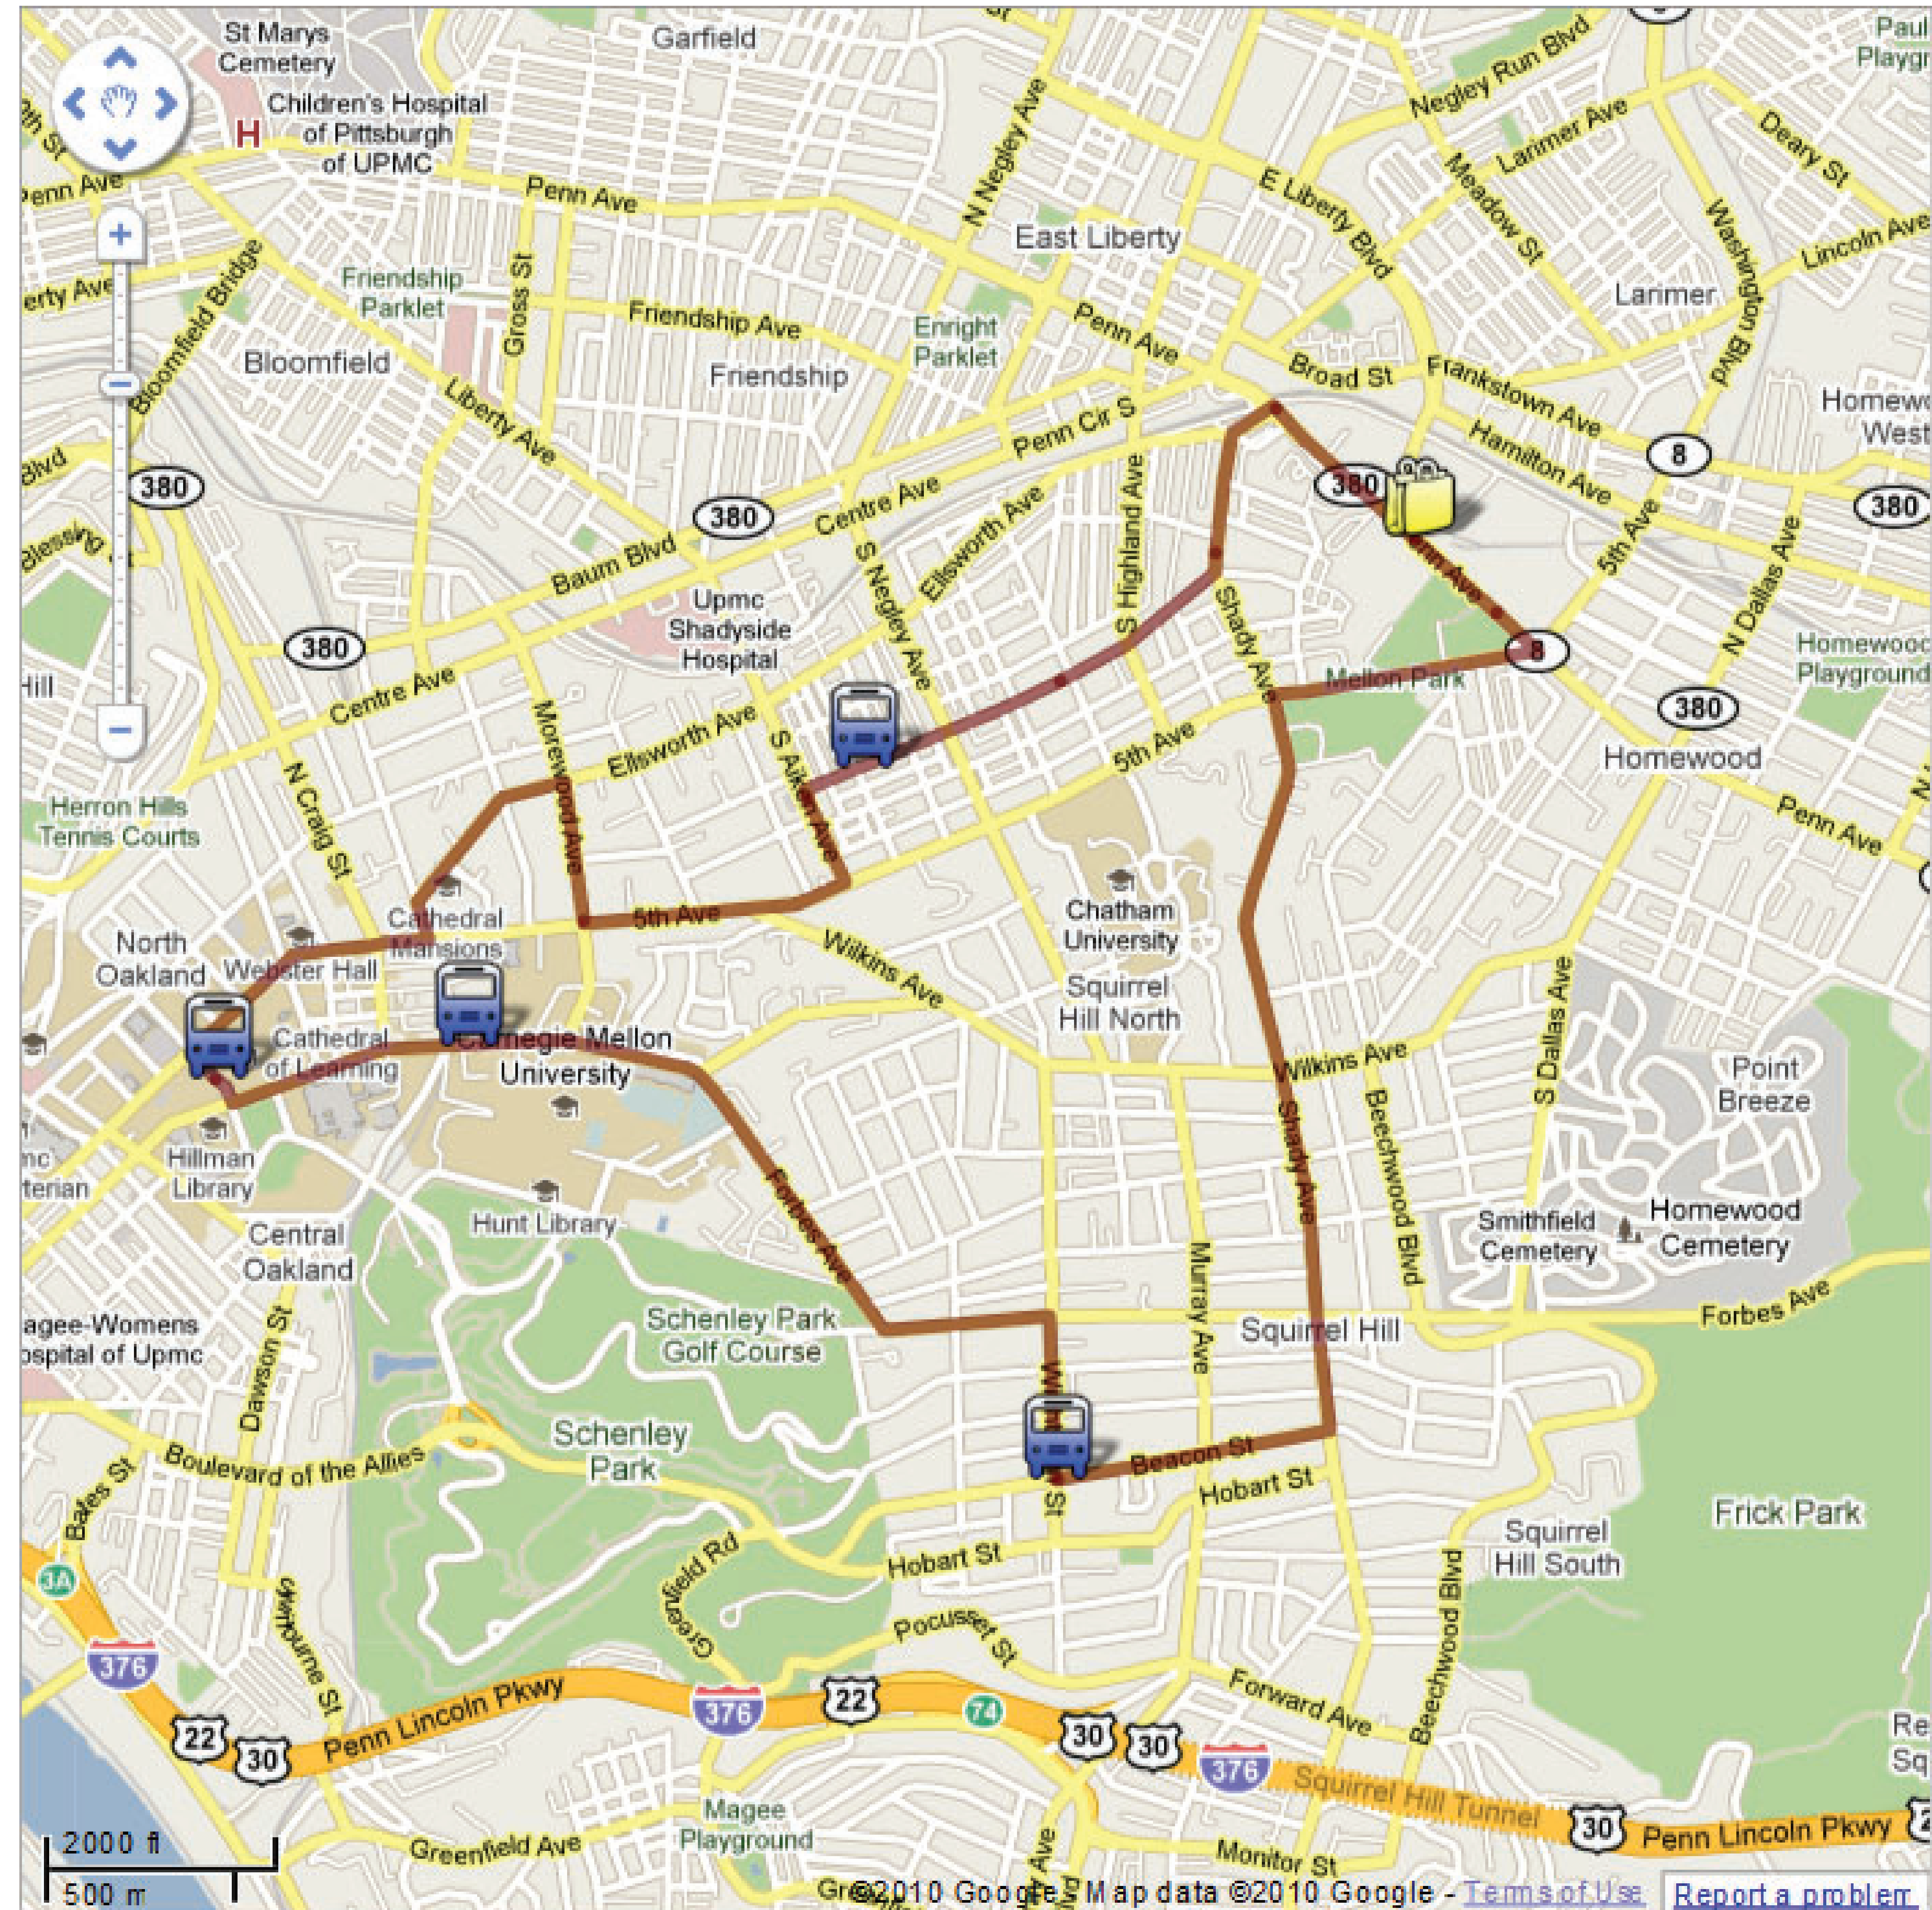 St Marys
Cemetery
Garfield
Children's Hospital
of Pittsburgh
of UPMC
H
Negley Run Blvd
Larimer Ave
Deary St
Penn Ave
Penn Ave
N Negley Ave
E Liberty Blvd
Meadow St
Washington Blvd
Lincoln Ave
East Liberty
Larimer
Bloomfield Bridge
Friendship
Parklet
Gross St
Friendship Ave
Enright
Parklet
Penn Ave
Bloomfield
Friendship
Broad St
Frankstown Ave
Liberty Ave
Penn Cir S
Hamilton Ave
8
380
380
380
380
Centre Ave
Ellsworth Ave
S Highland Ave
5th Ave
N Dallas Ave
Baum Blvd
S Negley Ave
Upmc
Shadyside
Hospital
Shady Ave
380
8
Mellon Park
Homewood
Playground
Centre Ave
380
Morewood Ave
Ellsworth Ave
S Aiken Ave
5th Ave
Homewood
Penn Ave
Herron Hills
Tennis Courts
N Craig St
Cathedral
Mansions
5th Ave
Chatham
University
North
Oakland
Webster Hall
Wilkins Ave
Squirrel
Hill North
S Dallas Ave
Cathedral
of Learning
Carnegie Mellon
University
Wilkins Ave
Point
Breeze
Beechwood Blvd
Shady Ave
Hillman
Library
Forbes Ave
Hunt Library
Smithfield
Cemetery
Homewood
Cemetery
Central
Oakland
Murray Ave
Schenley Park
Golf Course
Squirrel Hill
Forbes Ave
agee-Womens
ospital of Upmc
Dawson St
Schenley
Park
Boulevard of the Allies
Beacon St
Hobart St
St
Bates St
Frick Park
Squirrel
Hill South
Greenfield Rd
Hobart St
3A
Pocusset St
Beechwood Blvd
376
Penn Lincoln Pkwy
376
22
74
Forward Ave
22
30
30
30
376
Squirrel Hill Tunnel
30
Penn Lincoln Pkwy
Magee
Playground
2000 ft
Greenfield Ave
Monitor St
500 m
©2010 Google - Map data ©2010 Google - Terms of Use
Report a problem